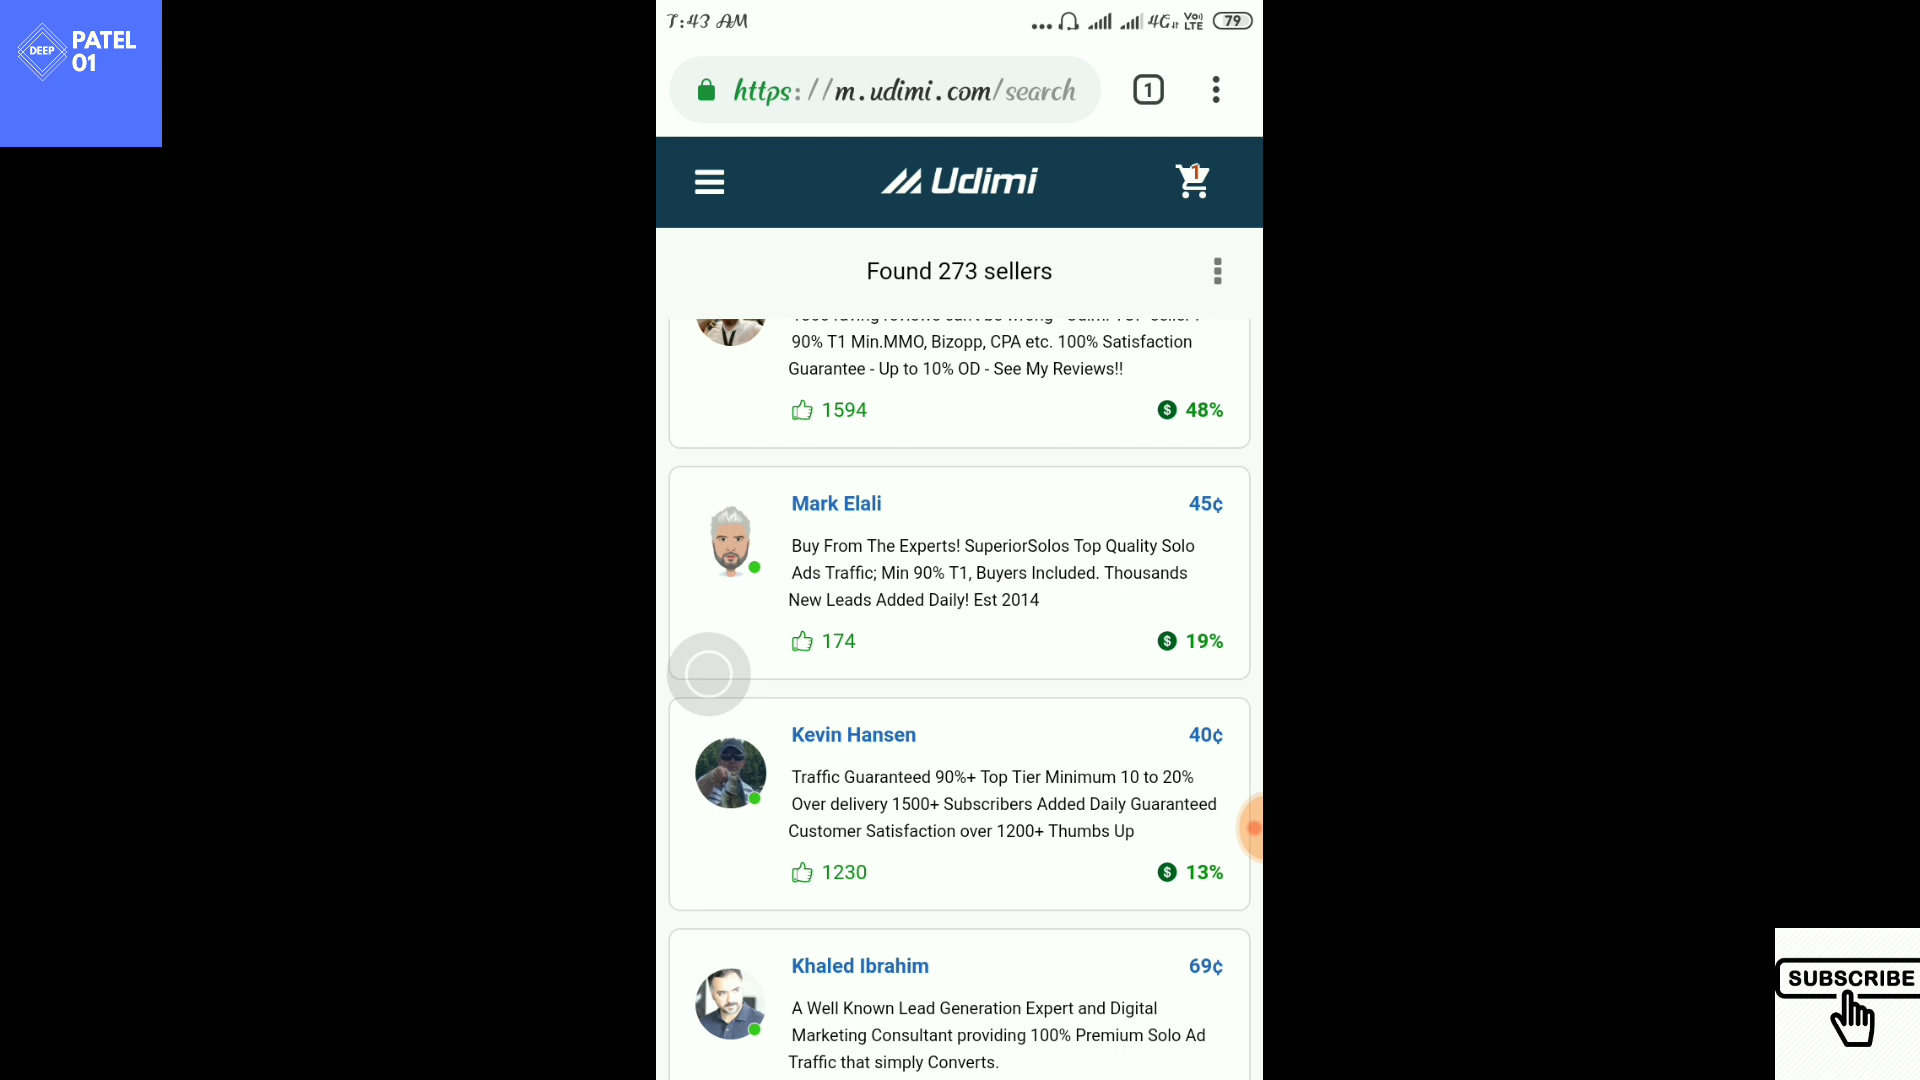 DEEP
PATEL
01
7:43 AM
4G
Vo))
LTE
79
https://m.udimi.com/search
1
Udimi
1
Found 273 sellers
90% T1 Min.MMO, Bizopp, CPA etc. 100% Satisfaction
Guarantee - Up to 10% OD - See My Reviews!!
1594
$ 48%
Mark Elali
45¢
Buy From The Experts! SuperiorSolos Top Quality Solo
Ads Traffic; Min 90% T1, Buyers Included. Thousands
New Leads Added Daily! Est 2014
174
$ 19%
Kevin Hansen
40¢
Traffic Guaranteed 90%+ Top Tier Minimum 10 to 20%
Over delivery 1500+ Subscribers Added Daily Guaranteed
Customer Satisfaction over 1200+ Thumbs Up
1230
$ 13%
Khaled Ibrahim
69¢
A Well Known Lead Generation Expert and Digital
Marketing Consultant providing 100% Premium Solo Ad
Traffic that simply Converts.
SUBSCRIBE